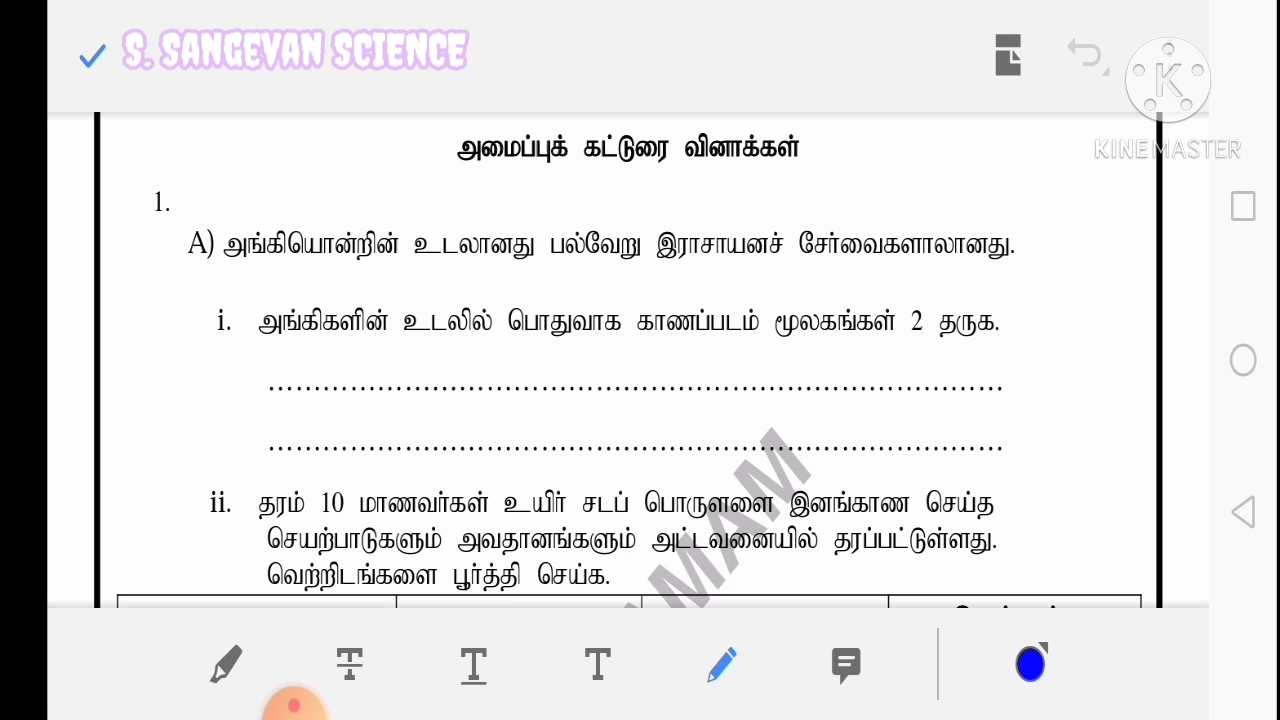 S. SANGEVAN SCIENCE
KINEMASTER
அமைப்புக் கட்டுரை வினாக்கள்
1.
A) அங்கியொன்றின் உடலானது பல்வேறு இராசாயனச் சேர்வைகளாலானது.
i. அங்கிகளின் உடலில் பொதுவாக காணப்படம் மூலகங்கள் 2 தருக.
................................................................................
................................................................................
ii. தரம் 10 மாணவர்கள் உயிர் சடப் பொருளளை இனங்காண செய்த
செயற்பாடுகளும் அவதானங்களும் அட்டவனையில் தரப்பட்டுள்ளது.
வெற்றிடங்களை பூர்த்தி செய்க.